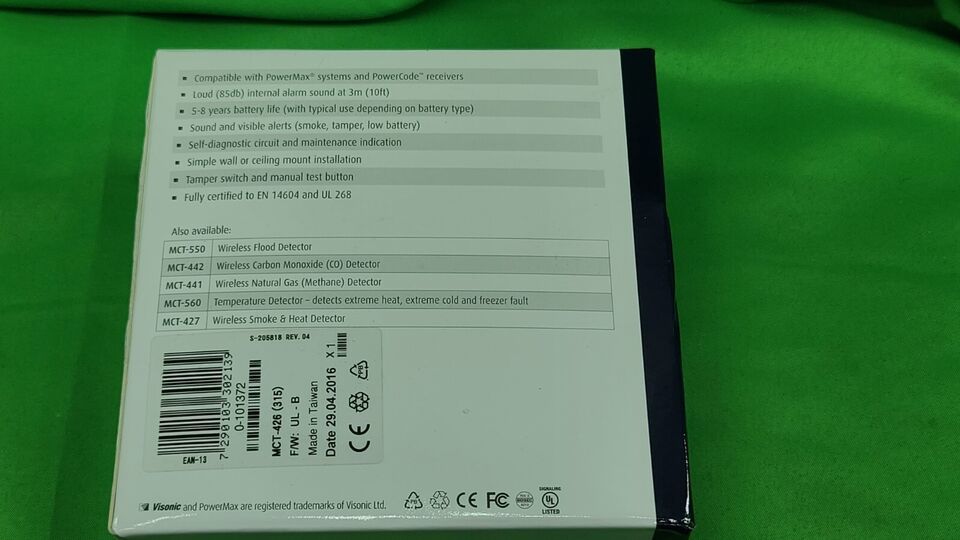 ▪ Compatible with PowerMax® systems and PowerCode™ receivers
▪ Loud (85db) internal alarm sound at 3m (10ft)
▪ 5-8 years battery life (with typical use depending on battery type)
▪ Sound and visible alerts (smoke, tamper, low battery)
▪ Self-diagnostic circuit and maintenance indication
▪ Simple wall or ceiling mount installation
▪ Tamper switch and manual test button
▪ Fully certified to EN 14604 and UL 268
Also available:
MCT-550 Wireless Flood Detector
MCT-442 Wireless Carbon Monoxide (CO) Detector
MCT-441 Wireless Natural Gas (Methane) Detector
MCT-560 Temperature Detector – detects extreme heat, extreme cold and freezer fault
MCT-427 Wireless Smoke & Heat Detector
S-205818 REV. 04
EAN-13
7 290103 302139
0-101372
MCT-426 (315)
F/W: UL - B
Made in Taiwan
Date 29.04.2016 X 1
PB
CE
Visonic and PowerMax are registered trademarks of Visonic Ltd.
PB
CE FC
SIGNALING
UL
LISTED